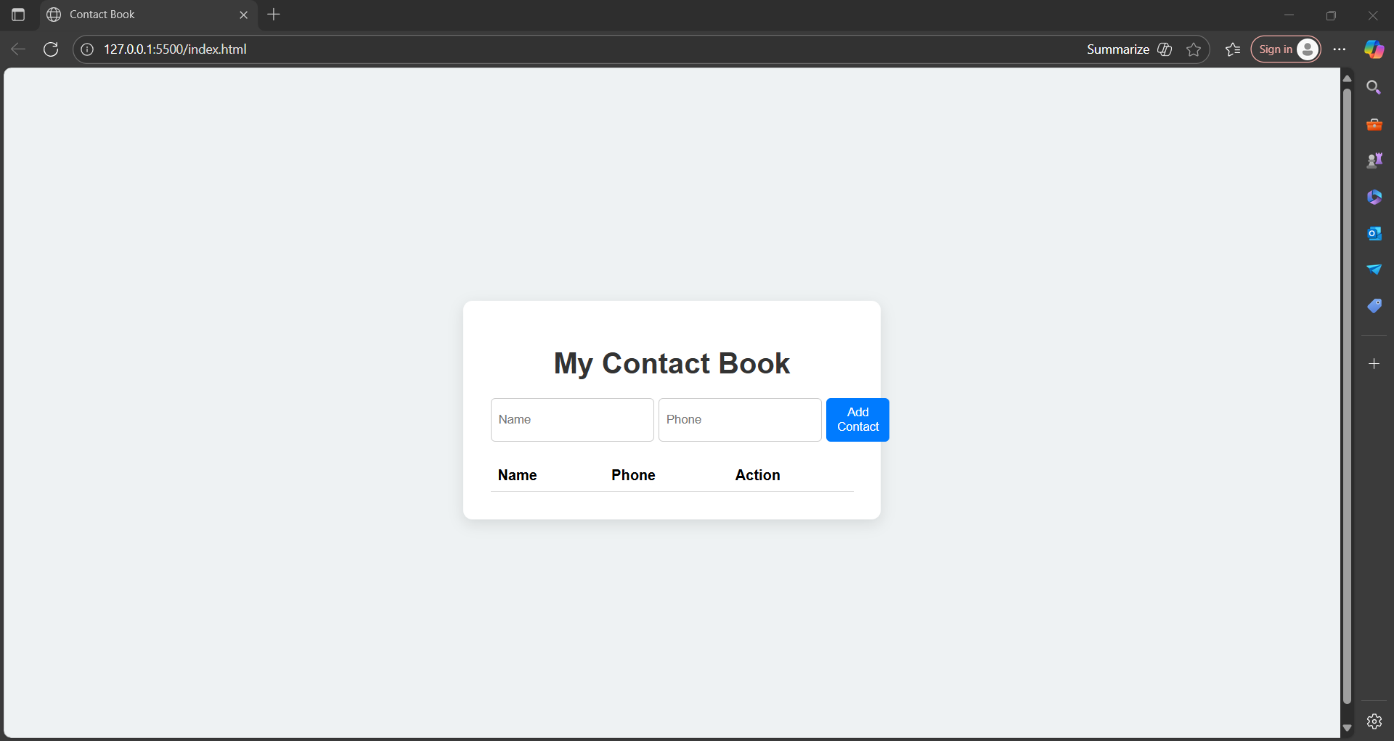 Contact Book
127.0.0.1:5500/index.html
Summarize
Sign in
My Contact Book
Name
Phone
Add
Contact
Name Phone Action